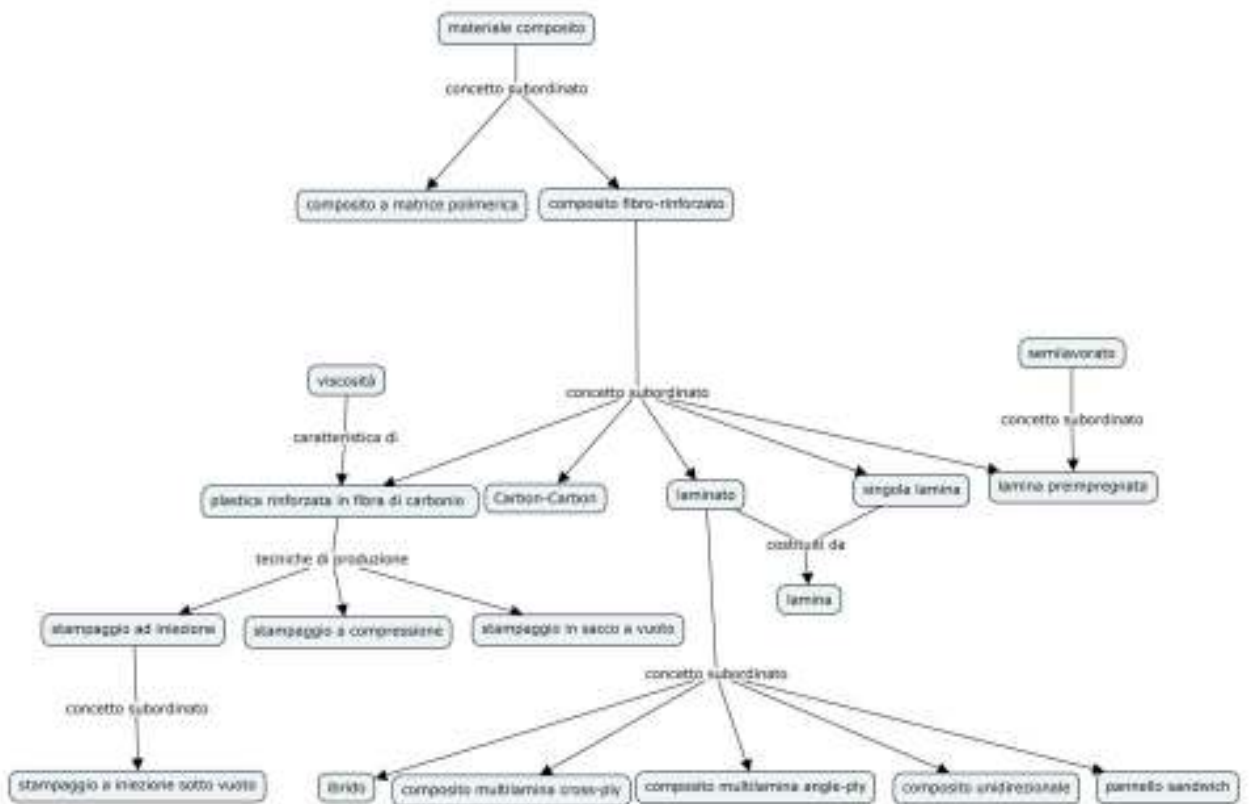 materiale composito
concetto subordinato
composito a matrice polimerica
composito fibro-rinforzato
semilavorato
viscosità
concetto subordinato
concetto subordinato
caratteristica di
plastica rinforzata in fibra di carbonio
Carbon-Carbon
laminato
singola lamina
lamina preimpregnata
costituiti da
tecniche di produzione
lamina
stampaggio ad iniezione
stampaggio a compressione
stampaggio in sacco a vuoto
concetto subordinato
concetto subordinato
stampaggio a iniezione sotto vuoto
ibrido
composito multilamina cross-ply
composito multilamina angle-ply
composito unidirezionale
pannello sandwich